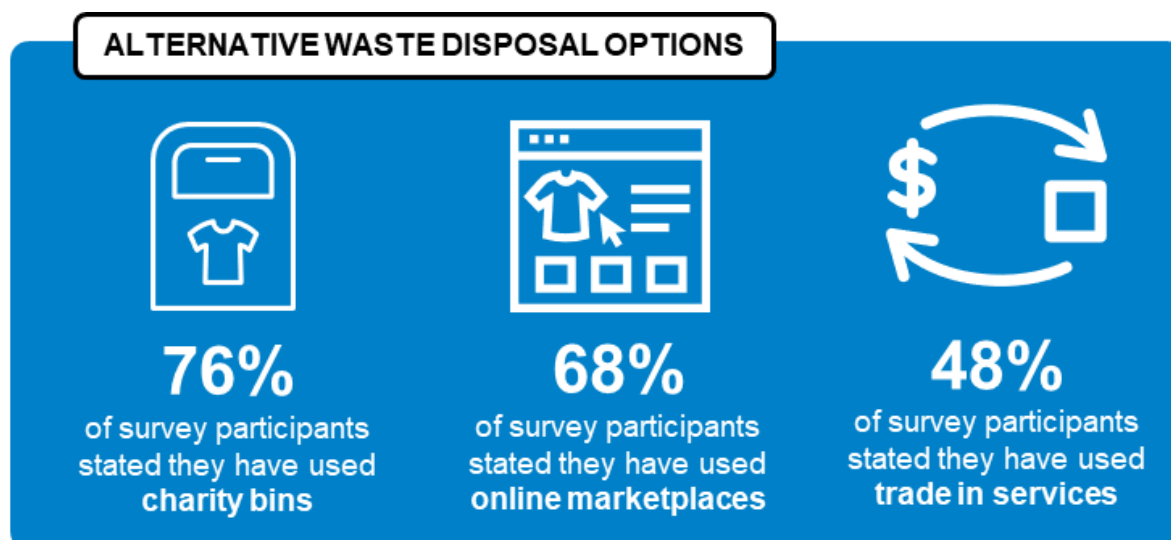 ALTERNATIVE WASTE DISPOSAL OPTIONS
$
76%
of survey participants
stated they have used
charity bins
68%
of survey participants
stated they have used
online marketplaces
48%
of survey participants
stated they have used
trade in services